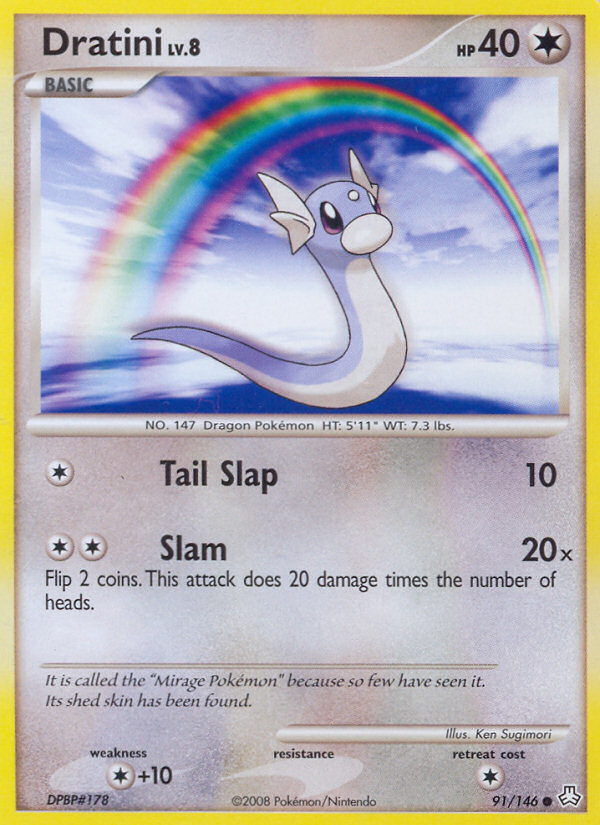 Dratini LV.8 HP 40
BASIC
NO. 147 Dragon Pokémon HT: 5'11" WT: 7.3 lbs.
Tail Slap 10
Slam 20x
Flip 2 coins. This attack does 20 damage times the number of
heads.
It is called the "Mirage Pokémon" because so few have seen it.
Its shed skin has been found.
Illus. Ken Sugimori
weakness resistance retreat cost
+10
DPBP#178 ©2008 Pokémon/Nintendo 91/146